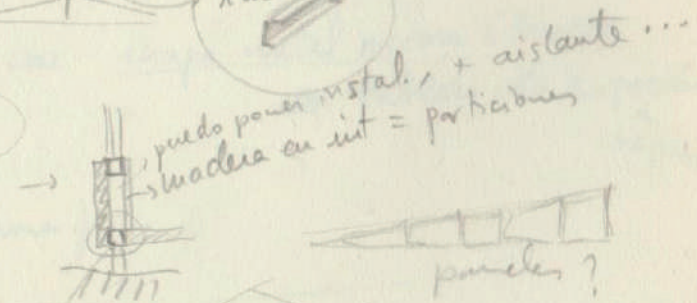 puedo poner instal., + aislante ...
madera en int = particiones
paneles ?